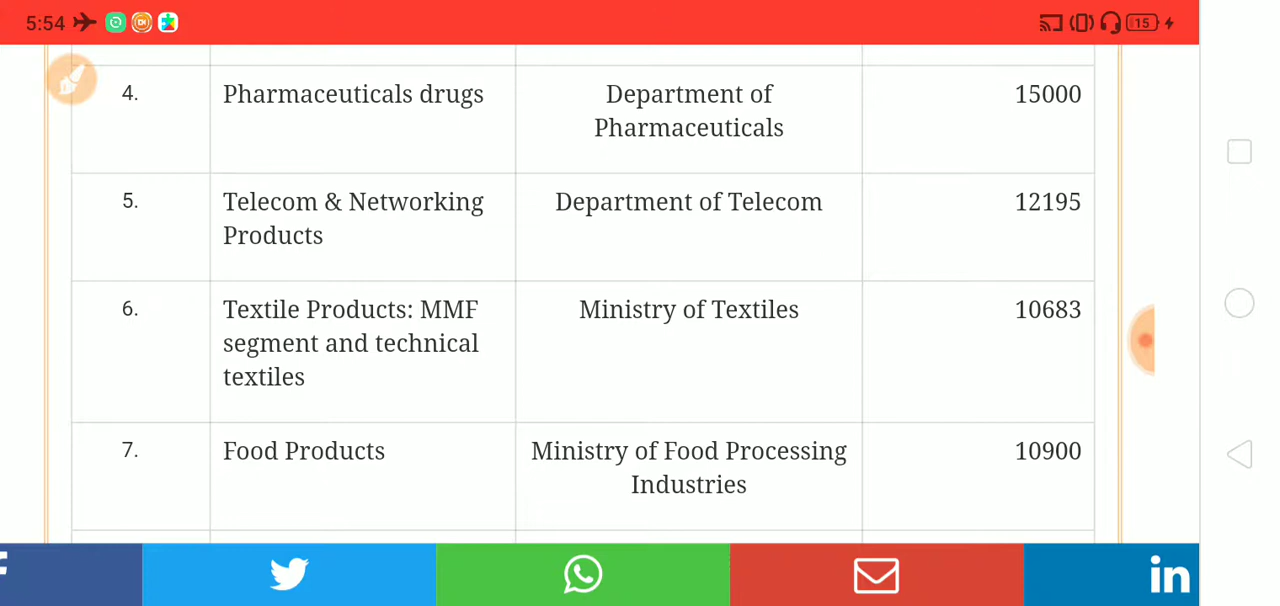 5:54
15
4.
Pharmaceuticals drugs
Department of
Pharmaceuticals
15000
5.
Telecom & Networking
Products
Department of Telecom
12195
6.
Textile Products: MMF
segment and technical
textiles
Ministry of Textiles
10683
7.
Food Products
Ministry of Food Processing
Industries
10900
in